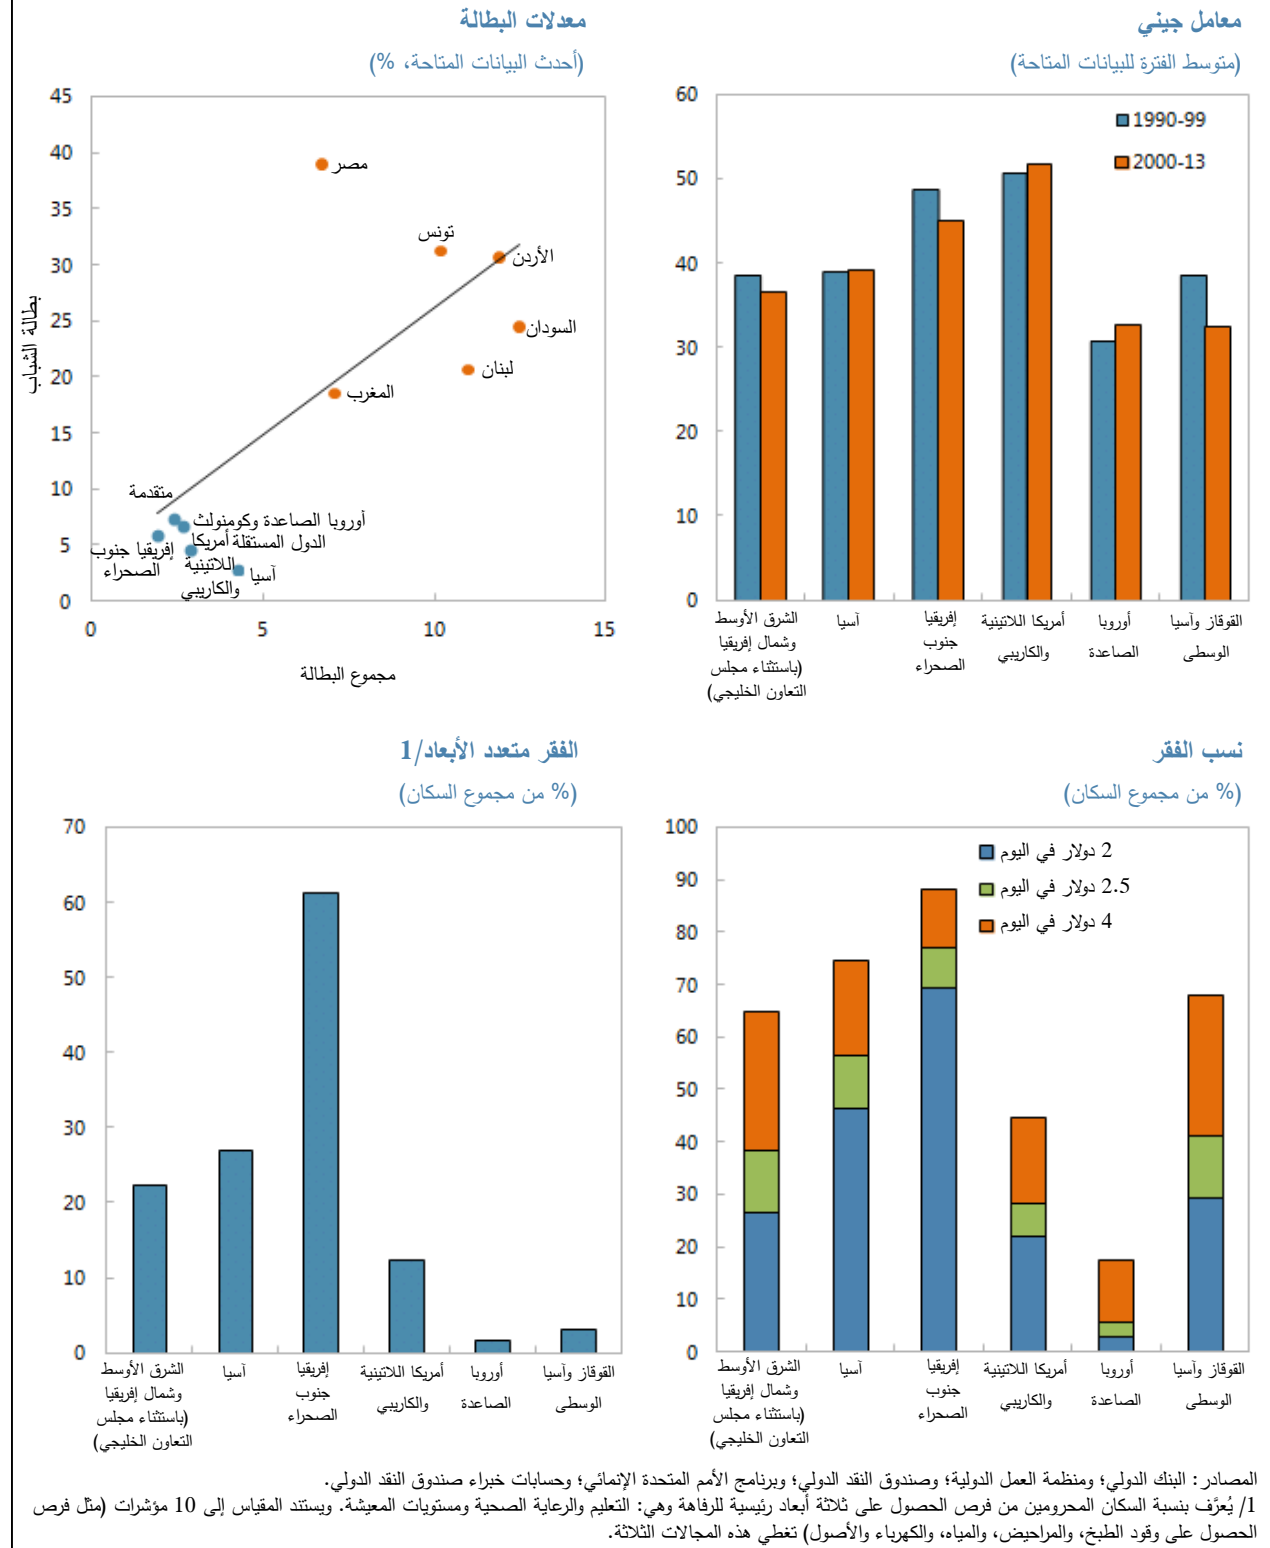 معامل جيني
(متوسط الفترة للبيانات المتاحة)
60
50
40
30
20
10
0
1990-99
2000-13
الشرق الأوسط
وشمال إفريقيا
(باستثناء مجلس
التعاون الخليجي)
آسيا
إفريقيا
جنوب
الصحراء
أمريكا اللاتينية
والكاريبي
أوروبا
الصاعدة
القوقاز وآسيا
الوسطى
معدلات البطالة
(أحدث البيانات المتاحة، %)
بطالة الشباب
45
40
35
30
25
20
15
10
5
0
مصر
تونس
الأردن
السودان
لبنان
المغرب
متقدمة
أوروبا الصاعدة وكومنولث
الدول المستقلة
أمريكا
اللاتينية
والكاريبي
إفريقيا جنوب
الصحراء
آسيا
0
5
10
15
مجموع البطالة
نسب الفقر
(% من مجموع السكان)
100
90
80
70
60
50
40
30
20
10
0
2 دولار في اليوم
2.5 دولار في اليوم
4 دولار في اليوم
الشرق الأوسط
وشمال إفريقيا
(باستثناء مجلس
التعاون الخليجي)
آسيا
إفريقيا
جنوب
الصحراء
أمريكا اللاتينية
والكاريبي
أوروبا
الصاعدة
القوقاز وآسيا
الوسطى
الفقر متعدد الأبعاد/1
(% من مجموع السكان)
70
60
50
40
30
20
10
0
الشرق الأوسط
وشمال إفريقيا
(باستثناء مجلس
التعاون الخليجي)
آسيا
إفريقيا
جنوب
الصحراء
أمريكا اللاتينية
والكاريبي
أوروبا
الصاعدة
القوقاز وآسيا
الوسطى
المصادر: البنك الدولي؛ ومنظمة العمل الدولية؛ وصندوق النقد الدولي؛ وبرنامج الأمم المتحدة الإنمائي؛ وحسابات خبراء صندوق النقد الدولي.
1/ يُعرَّف بنسبة السكان المحرومين من فرص الحصول على ثلاثة أبعاد رئيسية للرفاهة وهي: التعليم والرعاية الصحية ومستويات المعيشة. ويستند المقياس إلى 10 مؤشرات (مثل فرص
الحصول على وقود الطبخ، والمراحيض، والمياه، والكهرباء والأصول) تغطي هذه المجالات الثلاثة.